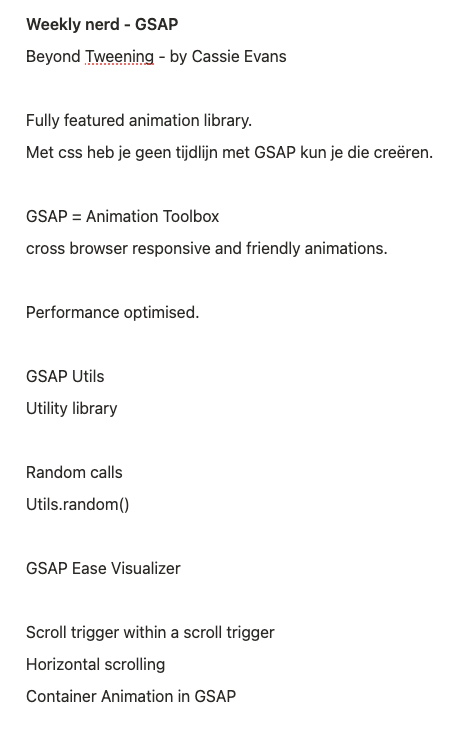 Weekly nerd - GSAP
Beyond Tweening - by Cassie Evans
Fully featured animation library.
Met css heb je geen tijdlijn met GSAP kun je die creëren.
GSAP = Animation Toolbox
cross browser responsive and friendly animations.
Performance optimised.
GSAP Utils
Utility library
Random calls
Utils.random()
GSAP Ease Visualizer
Scroll trigger within a scroll trigger
Horizontal scrolling
Container Animation in GSAP